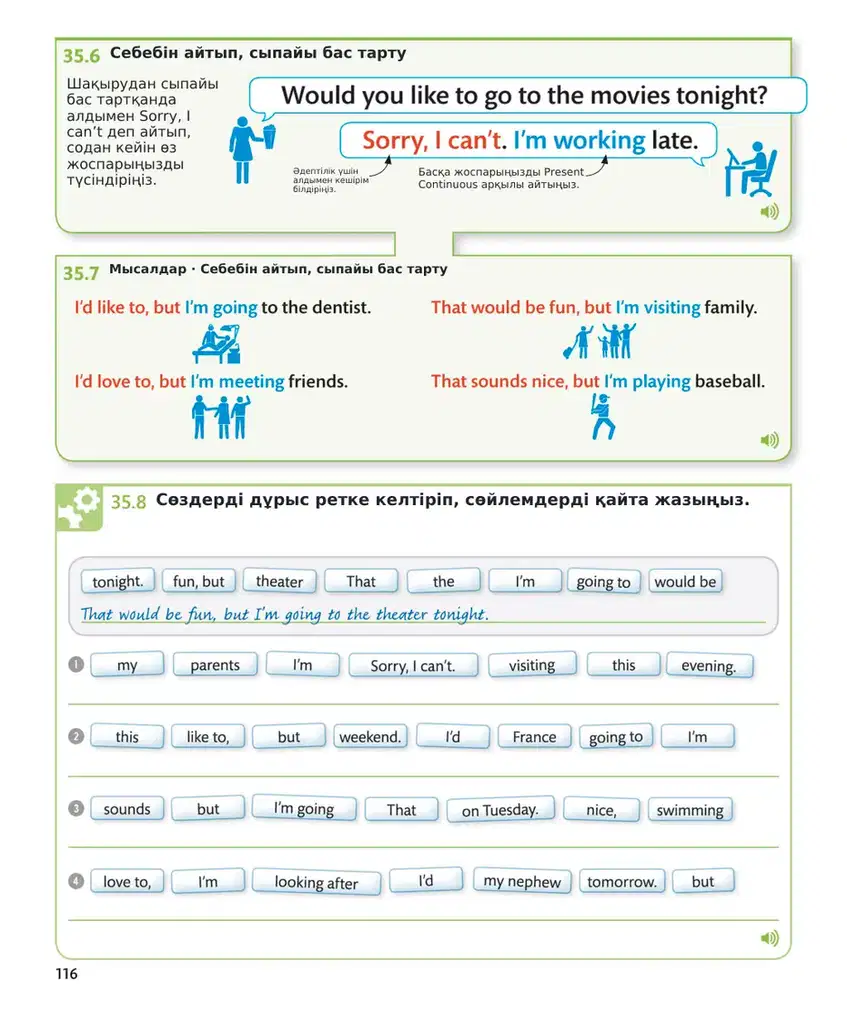 35.6 Себебін айтып, сыпайы бас тарту
Шақырудан сыпайы
бас тартқанда
алдымен Sorry, I
can’t деп айтып,
содан кейін өз
жоспарыңызды
түсіндіріңіз.
Would you like to go to the movies tonight?
Sorry, I can’t. I’m working late.
Әдептілік үшін
алдымен кешірім
білдіріңіз.
Басқа жоспарыңызды Present
Continuous арқылы айтыңыз.
35.7 Мысалдар · Себебін айтып, сыпайы бас тарту
I’d like to, but I’m going to the dentist.
That would be fun, but I’m visiting family.
I’d love to, but I’m meeting friends.
That sounds nice, but I’m playing baseball.
35.8 Сөздерді дұрыс ретке келтіріп, сөйлемдерді қайта жазыңыз.
tonight. fun, but theater That the I’m going to would be
That would be fun, but I’m going to the theater tonight.
1 my parents I’m Sorry, I can’t. visiting this evening.
2 this like to, but weekend. I’d France going to I’m
3 sounds but I’m going That on Tuesday. nice, swimming
4 love to, I’m looking after I’d my nephew tomorrow. but
116